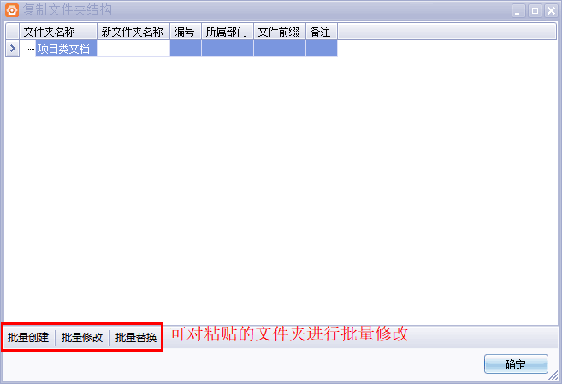 复制文件夹结构
文件夹名称 新文件夹名称 编号 所属部门 文件前缀 备注
项目类文档
批量创建 批量修改 批量替换 可对粘贴的文件夹进行批量修改
确定